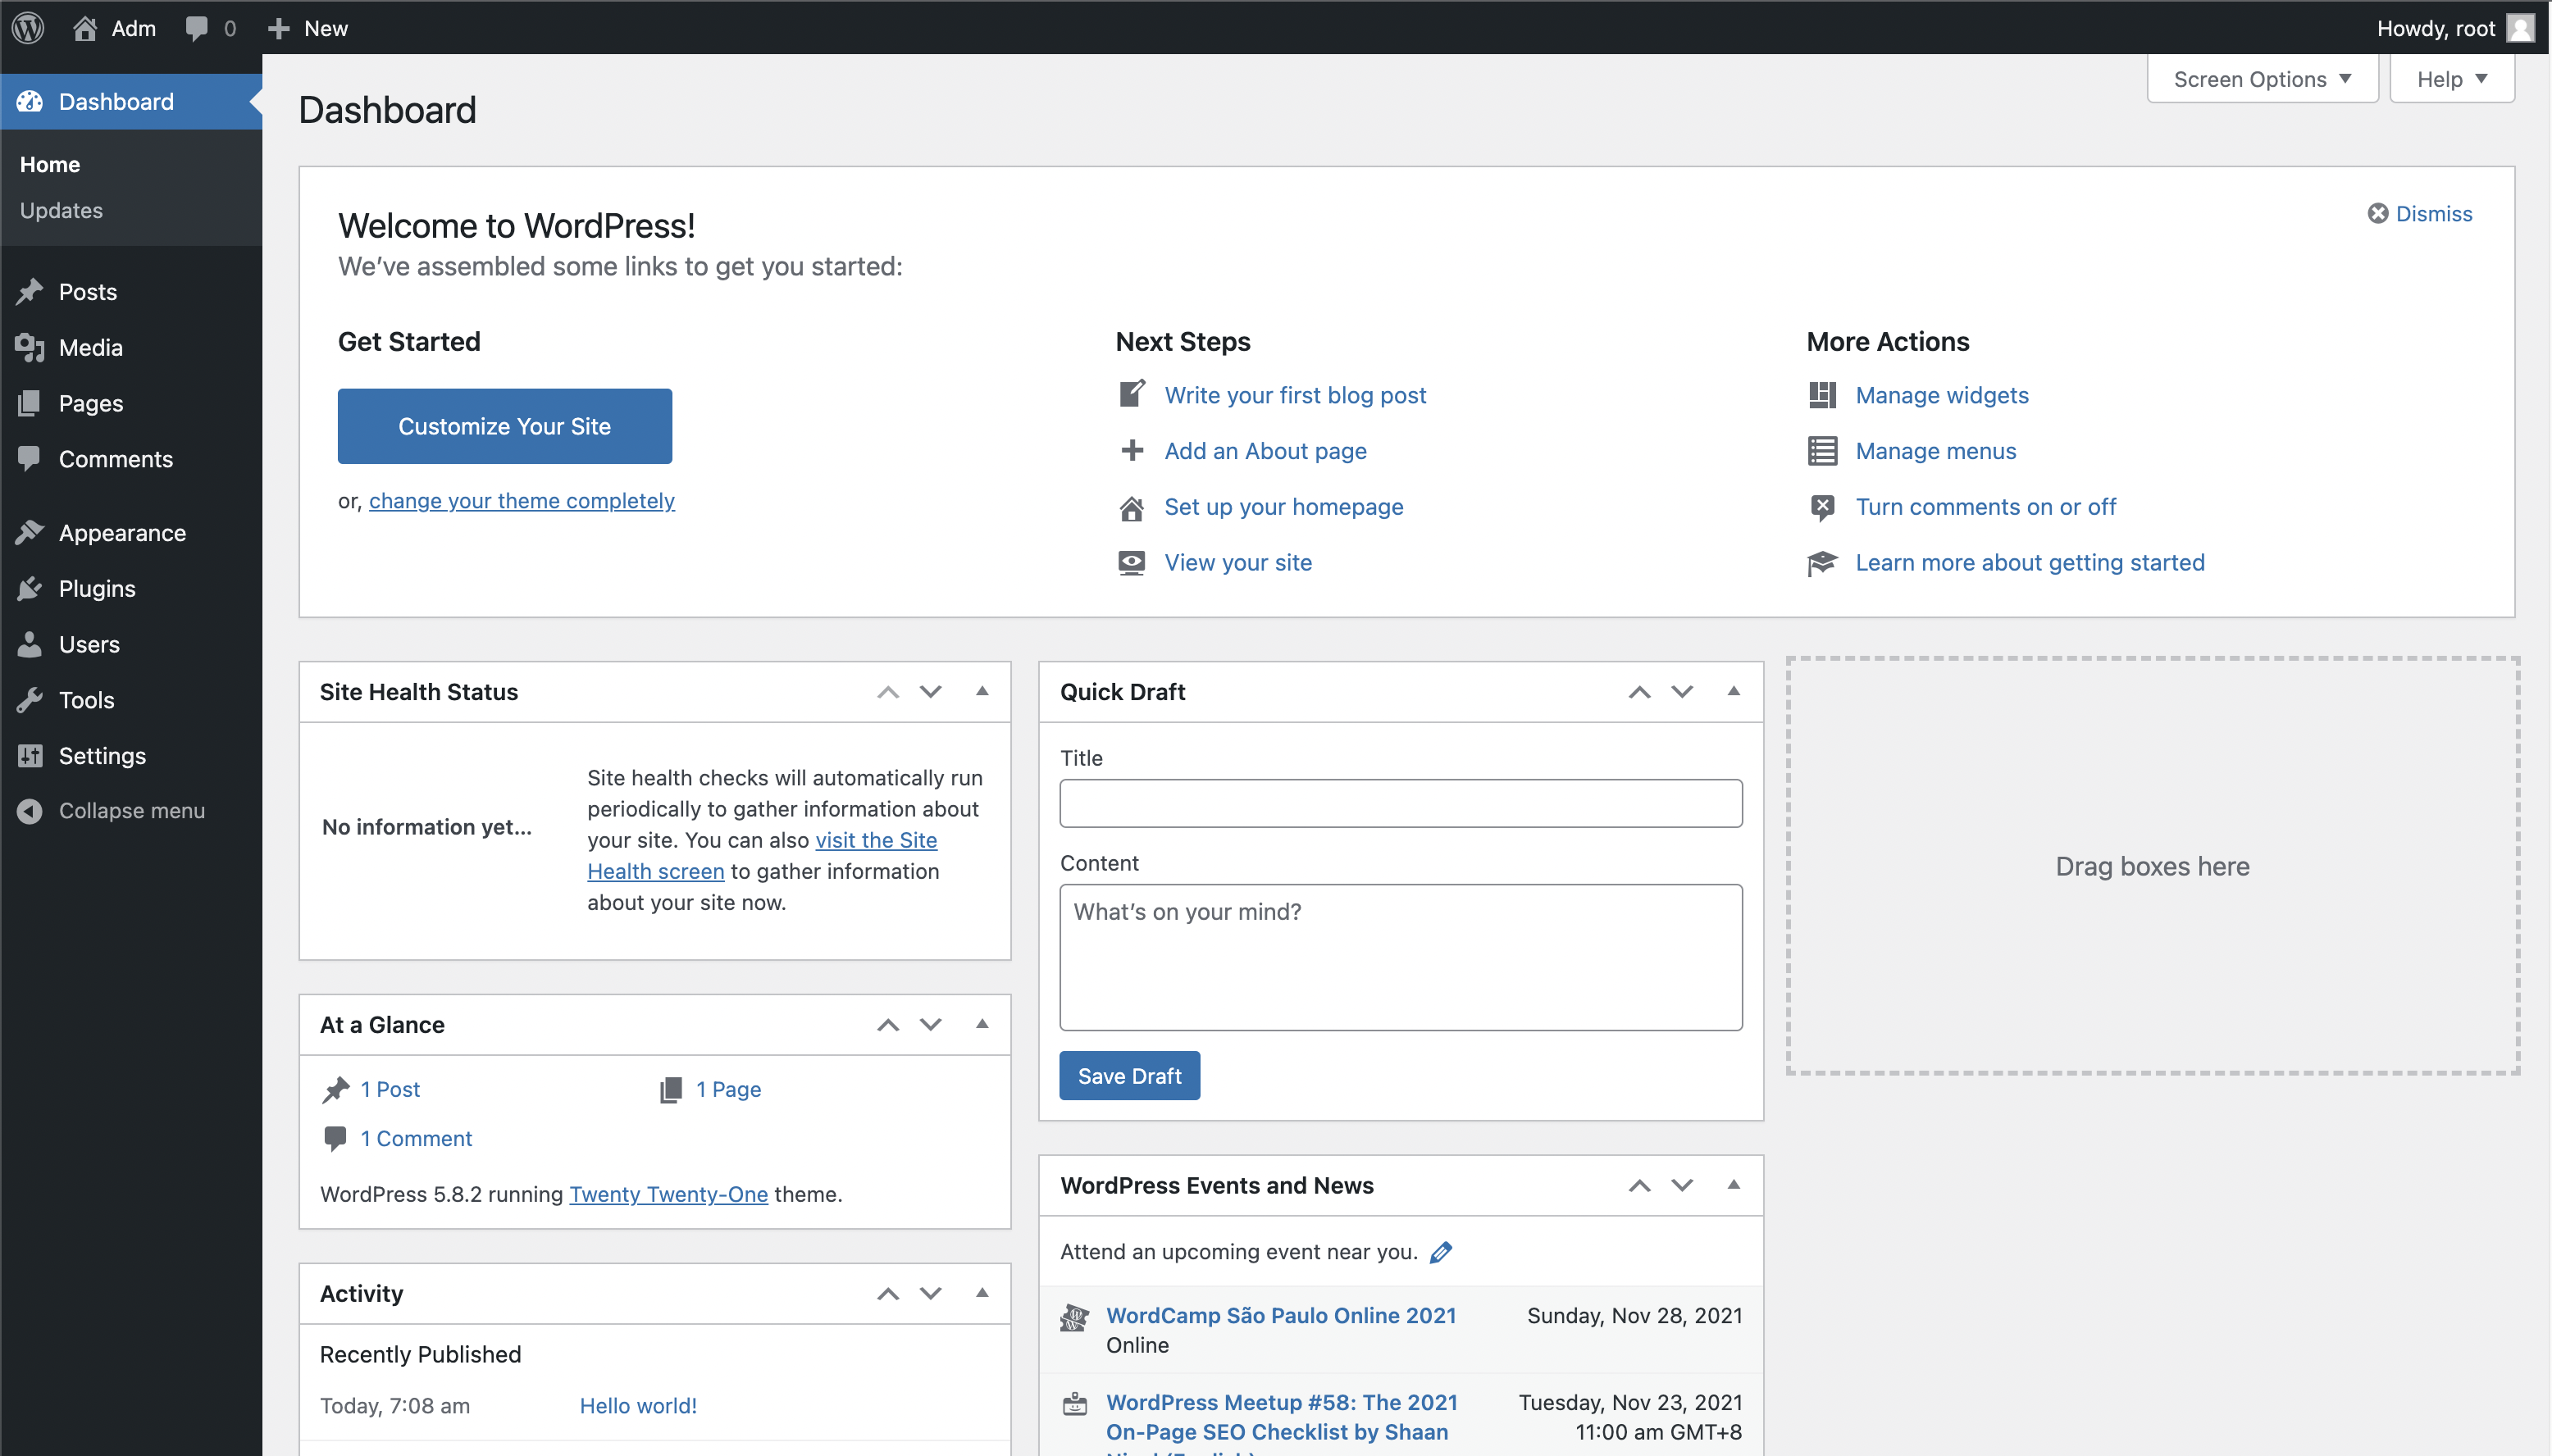 Adm
0
New
Howdy, root
Dashboard
Home
Updates
Posts
Media
Pages
Comments
Appearance
Plugins
Users
Tools
Settings
Collapse menu
Screen Options
Help
Dashboard
Welcome to WordPress!
We’ve assembled some links to get you started:
Dismiss
Get Started
Customize Your Site
or, change your theme completely
Next Steps
Write your first blog post
Add an About page
Set up your homepage
View your site
More Actions
Manage widgets
Manage menus
Turn comments on or off
Learn more about getting started
Site Health Status
No information yet...
Site health checks will automatically run
periodically to gather information about
your site. You can also visit the Site
Health screen to gather information
about your site now.
At a Glance
1 Post
1 Page
1 Comment
WordPress 5.8.2 running Twenty Twenty-One theme.
Activity
Recently Published
Today, 7:08 am
Hello world!
Quick Draft
Title
Content
What’s on your mind?
Save Draft
WordPress Events and News
Attend an upcoming event near you.
WordCamp São Paulo Online 2021
Online
Sunday, Nov 28, 2021
WordPress Meetup #58: The 2021
On-Page SEO Checklist by Shaan
Tuesday, Nov 23, 2021
11:00 am GMT+8
Drag boxes here